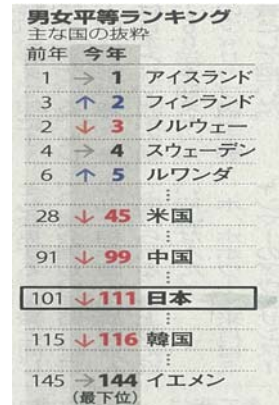 男女平等ランキング
主な国の抜粋
前年 今年
1 → 1 アイスランド
3 ↑ 2 フィンランド
2 ↓ 3 ノルウェー
4 → 4 スウェーデン
6 ↑ 5 ルワンダ
⋮
28 ↓ 45 米国
⋮
91 ↓ 99 中国
⋮
101 ↓ 111 日本
⋮
115 ↓ 116 韓国
⋮
145 → 144 イエメン
(最下位)